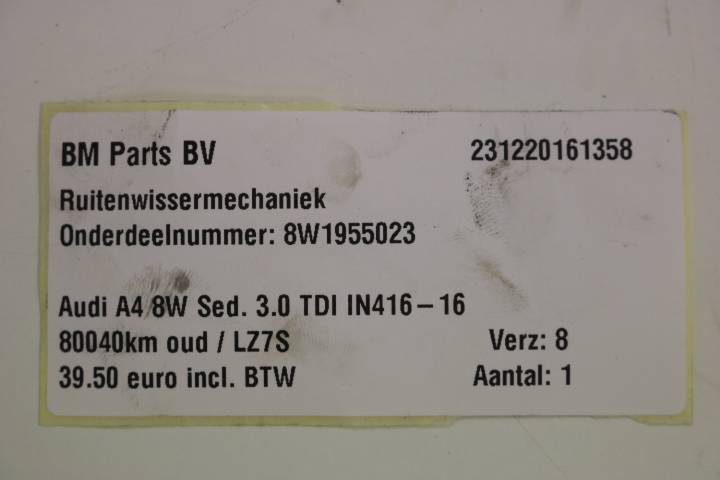 BM Parts BV 231220161358
Ruitenwissermechaniek
Onderdeelnummer: 8W1955023
Audi A4 8W Sed. 3.0 TDI IN416-16
80040km oud / LZ7S Verz: 8
39.50 euro incl. BTW Aantal: 1